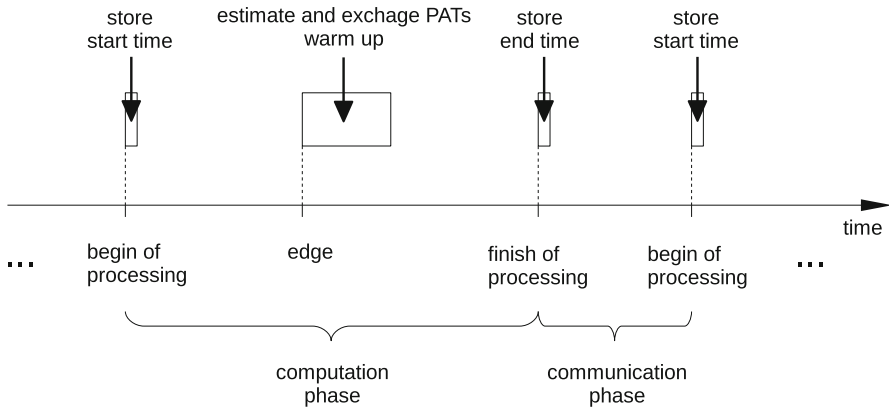 store
start time
estimate and exchage PATs
warm up
store
end time
store
start time
time
... begin of
processing
edge
finish of
processing
begin of
processing
...
computation
phase
communication
phase